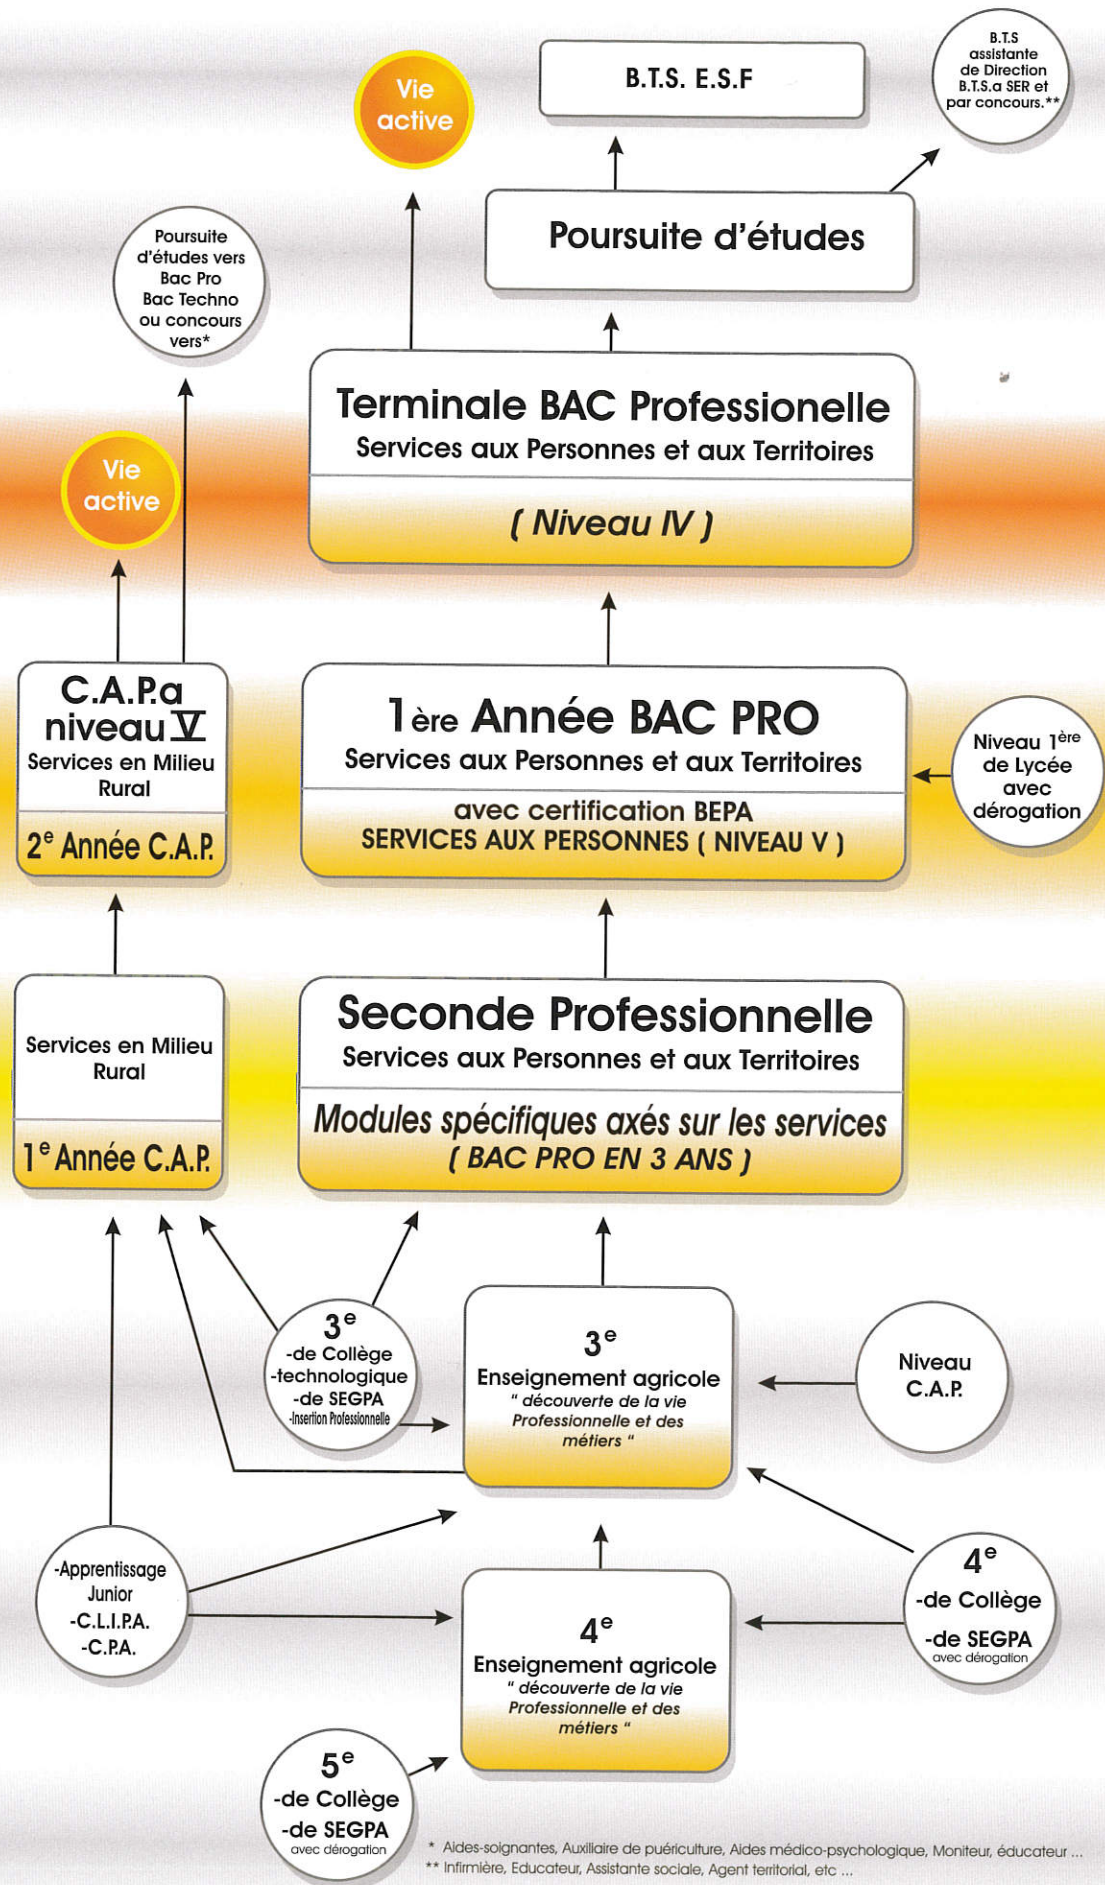 B.T.S
assistante
de Direction
B.T.S.a SER et
par concours.**
B.T.S. E.S.F
Vie
active
Poursuite d'études
Poursuite
d'études vers
Bac Pro
Bac Techno
ou concours
vers*
Terminale BAC Professionelle
Services aux Personnes et aux Territoires
( Niveau IV )
Vie
active
C.A.P.a
niveau V
Services en Milieu
Rural
2e Année C.A.P.
1ère Année BAC PRO
Services aux Personnes et aux Territoires
avec certification BEPA
SERVICES AUX PERSONNES ( NIVEAU V )
Niveau 1ère
de Lycée
avec
dérogation
Services en Milieu
Rural
1e Année C.A.P.
Seconde Professionnelle
Services aux Personnes et aux Territoires
Modules spécifiques axés sur les services
( BAC PRO EN 3 ANS )
3e
-de Collège
-technologique
-de SEGPA
-Insertion Professionnelle
3e
Enseignement agricole
" découverte de la vie
Professionnelle et des
métiers "
Niveau
C.A.P.
-Apprentissage
Junior
-C.L.I.P.A.
-C.P.A.
4e
Enseignement agricole
" découverte de la vie
Professionnelle et des
métiers "
4e
-de Collège
-de SEGPA
avec dérogation
5e
-de Collège
-de SEGPA
avec dérogation
* Aides-soignantes, Auxiliaire de puériculture, Aides médico-psychologique, Moniteur, éducateur ...
** Infirmière, Educateur, Assistante sociale, Agent territorial, etc ...